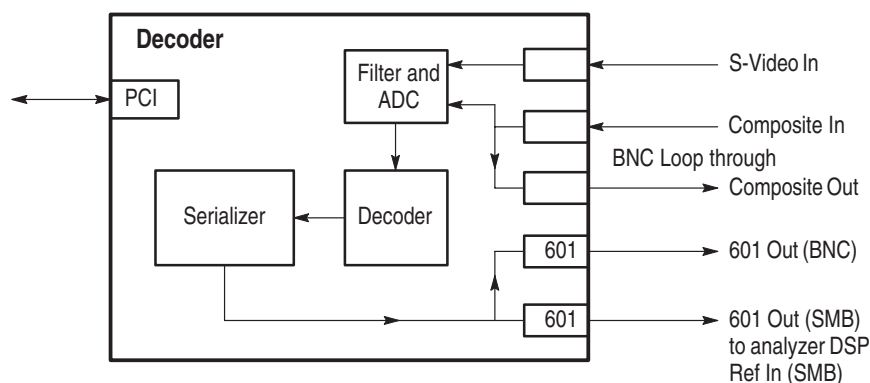 Decoder
PCI
Filter and
ADC
S-Video In
Composite In
BNC Loop through
Composite Out
Serializer
Decoder
601
601 Out (BNC)
601
601 Out (SMB)
to analyzer DSP
Ref In (SMB)